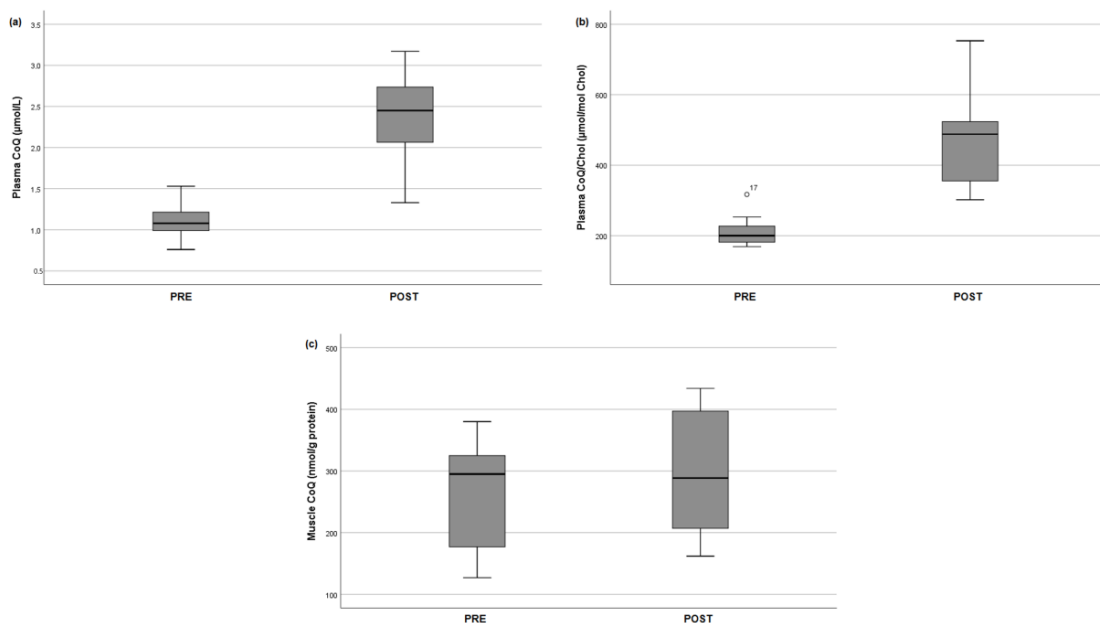 (a)
Plasma CoQ (µmol/L)
3.5
3.0
2.5
2.0
1.5
1.0
0.5
PRE
POST
(b)
Plasma CoQ/Chol (µmol/mol Chol)
800
600
400
200
17
PRE
POST
(c)
Muscle CoQ (nmol/g protein)
500
400
300
200
100
PRE
POST